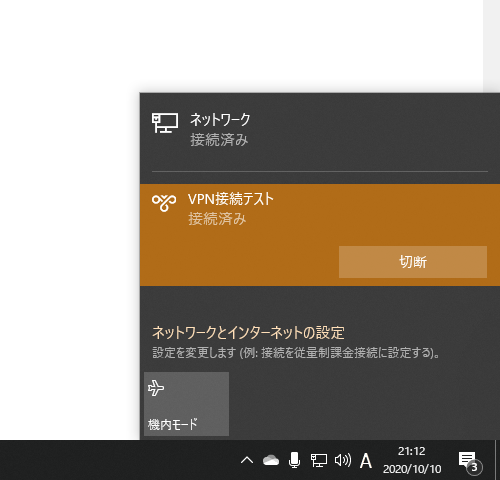 ネットワーク
接続済み
VPN接続テスト
接続済み
切断
ネットワークとインターネットの設定
設定を変更します (例: 接続を従量制課金接続に設定する)。
機内モード
A
21:12
2020/10/10
3